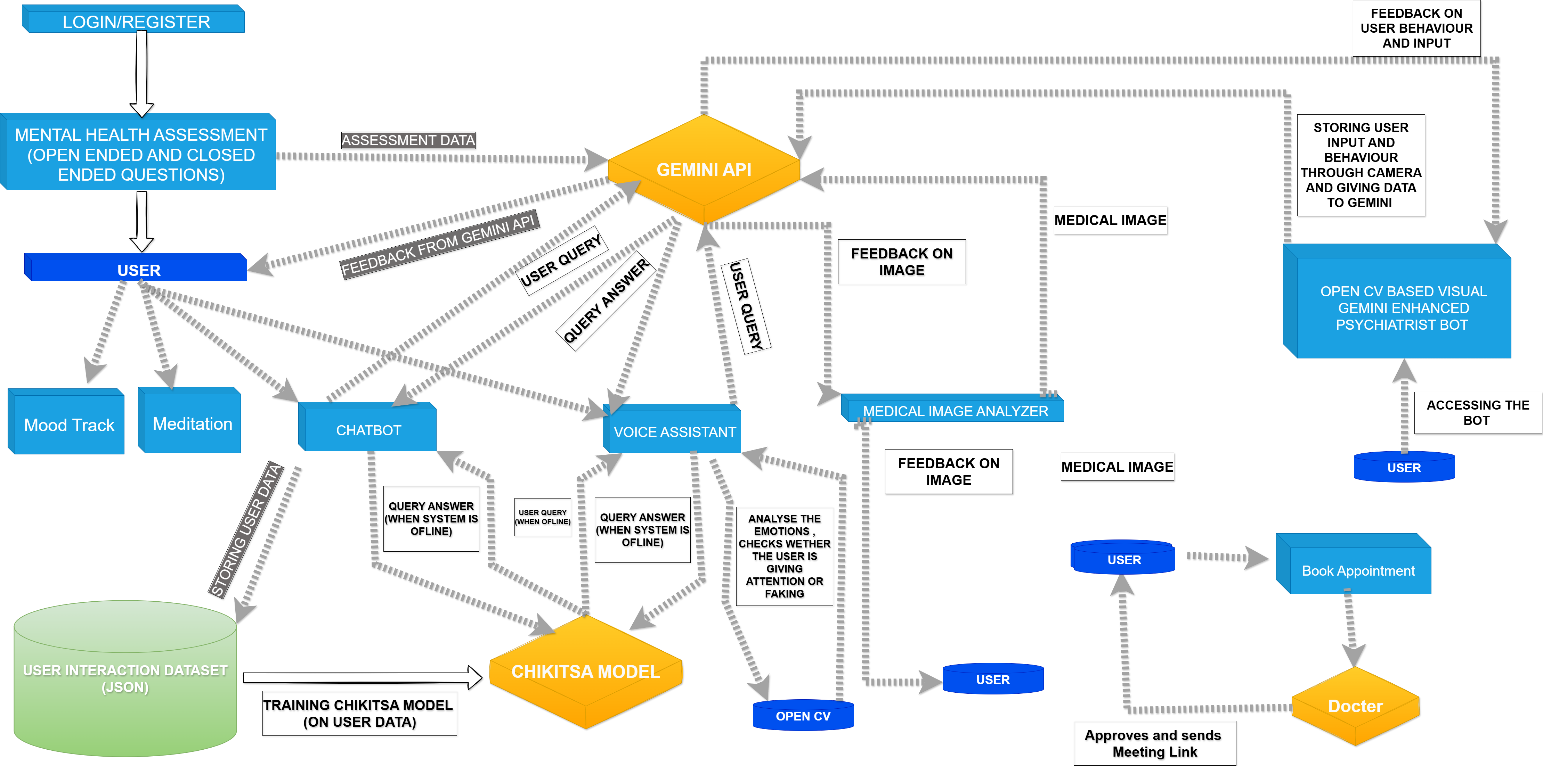 LOGIN/REGISTER
FEEDBACK ON
USER BEHAVIOUR
AND INPUT
MENTAL HEALTH ASSESSMENT
(OPEN ENDED AND CLOSED
ENDED QUESTIONS)
ASSESSMENT DATA
GEMINI API
STORING USER
INPUT AND
BEHAVIOUR
THROUGH CAMERA
AND GIVING DATA
TO GEMINI
MEDICAL IMAGE
FEEDBACK FROM GEMINI API
USER QUERY
QUERY ANSWER
USER QUERY
FEEDBACK ON
IMAGE
USER
OPEN CV BASED VISUAL
GEMINI ENHANCED
PSYCHIATRIST BOT
Mood Track
Meditation
CHATBOT
VOICE ASSISTANT
MEDICAL IMAGE ANALYZER
ACCESSING THE
BOT
USER
FEEDBACK ON
IMAGE
MEDICAL IMAGE
STORING USER DATA
QUERY ANSWER
(WHEN SYSTEM IS
OFLINE)
USER QUERY
(WHEN OFLINE)
QUERY ANSWER
(WHEN SYSTEM IS
OFLINE)
ANALYSE THE
EMOTIONS ,
CHECKS WETHER
THE USER IS
GIVING
ATTENTION OR
FAKING
USER
Book Appointment
USER INTERACTION DATASET
(JSON)
CHIKITSA MODEL
TRAINING CHIKITSA MODEL
(ON USER DATA)
USER
OPEN CV
Docter
Approves and sends
Meeting Link